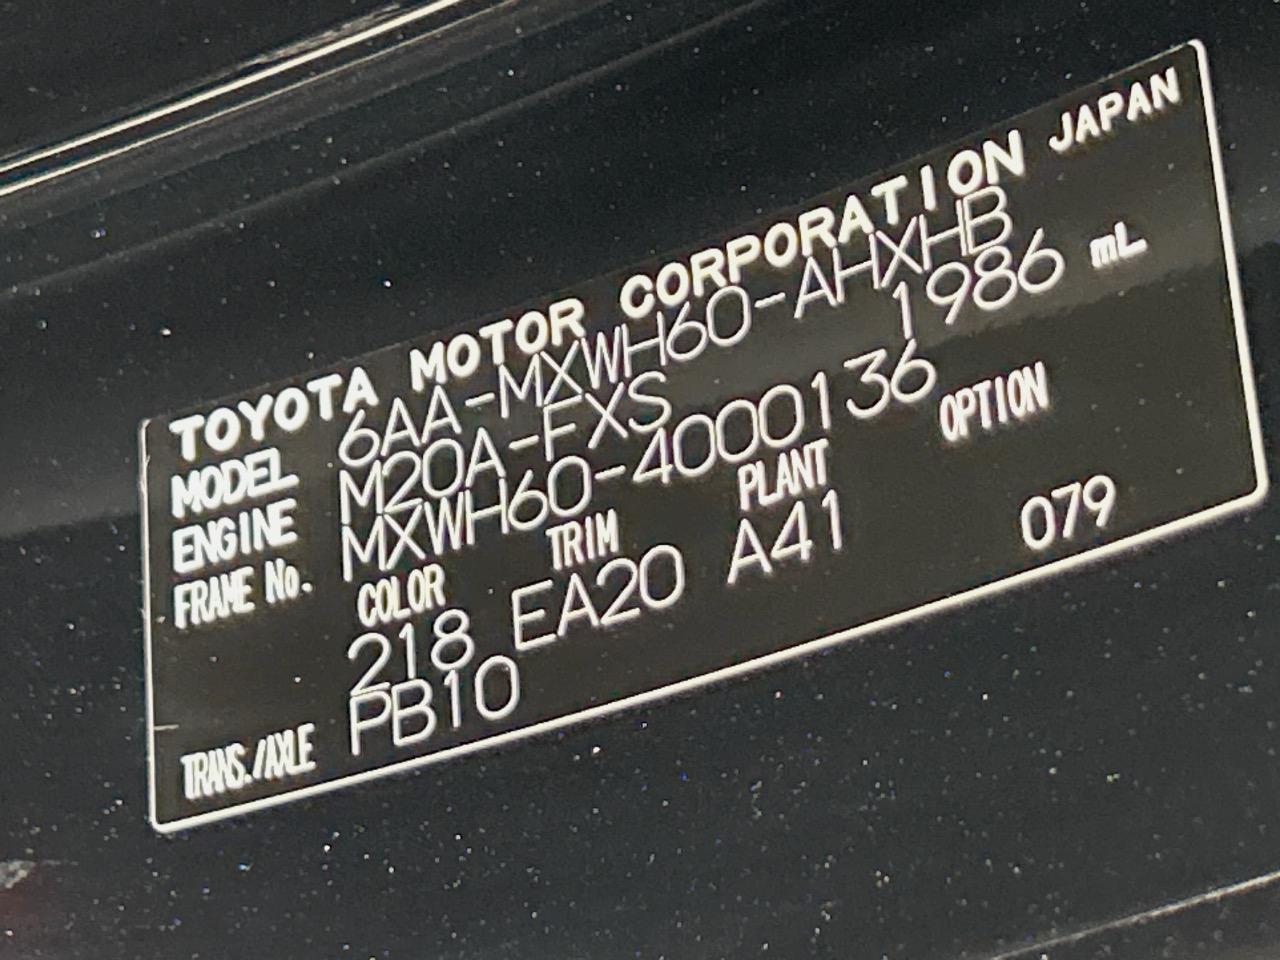 TOYOTA MOTOR CORPORATION JAPAN
MODEL 6AA-MXWH60-AHXHB
ENGINE M20A-FXS 1986 mL
FRAME No. MXWH60-4000136
COLOR TRIM PLANT OPTION
218 EA20 A41 079
TRANS./AXLE PB10